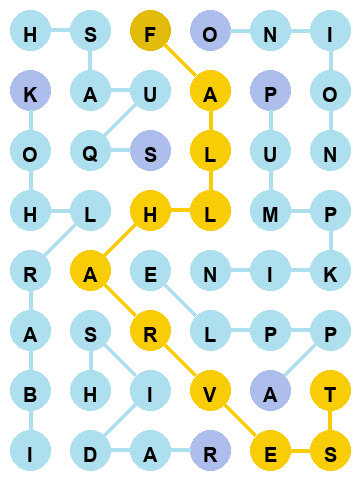 H S F O N I
K A U A P O
O Q S L U N
H L H L M P
R A E N I K
A S R L P P
B H I V A T
I D A R E S